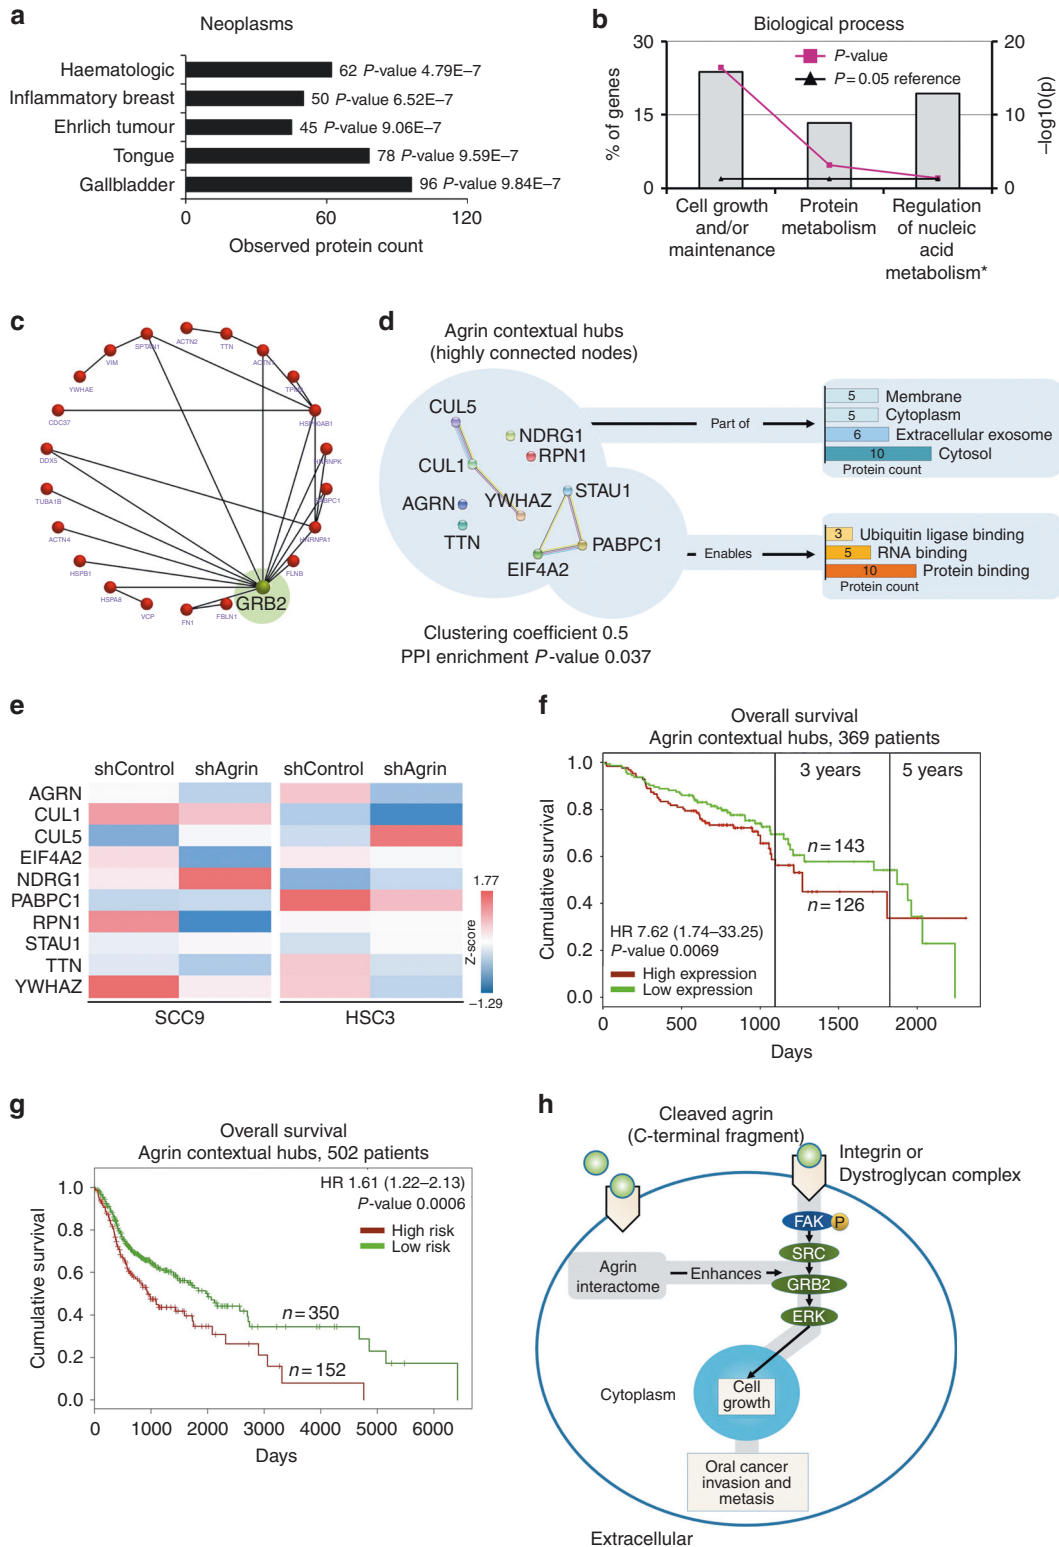 a
Neoplasms
Haematologic
62 P-value 4.79E–7
Inflammatory breast
50 P-value 6.52E–7
Ehrlich tumour
45 P-value 9.06E–7
Tongue
78 P-value 9.59E–7
Gallbladder
96 P-value 9.84E–7
0 60 120
Observed protein count
b
Biological process
30
15
0
% of genes
P-value
P=0.05 reference
20
10
0
–log10(p)
Cell growth
and/or
maintenance
Protein
metabolism
Regulation
of nucleic
acid
metabolism*
c
ACTN2
TTN
SPTAN1
ACTN1
VIM
YWHAE
CDC37
HSP90AB1
DDX5
HNRNPK
TUBA1B
PABPC1
ACTN4
HNRNPA1
HSPB1
FLNB
HSPA8
VCP
FN1
FBLN1
GRB2
d
Agrin contextual hubs
(highly connected nodes)
CUL5
NDRG1
RPN1
CUL1
AGRN
YWHAZ
STAU1
TTN
PABPC1
EIF4A2
Clustering coefficient 0.5
PPI enrichment P-value 0.037
Part of
5 Membrane
5 Cytoplasm
6 Extracellular exosome
10 Cytosol
Protein count
Enables
3 Ubiquitin ligase binding
5 RNA binding
10 Protein binding
Protein count
e
shControl shAgrin shControl shAgrin
AGRN
CUL1
CUL5
EIF4A2
NDRG1
PABPC1
RPN1
STAU1
TTN
YWHAZ
SCC9 HSC3
1.77
Z-score
–1.29
f
Overall survival
Agrin contextual hubs, 369 patients
1.0
0.8
0.6
0.4
0.2
0.0
Cumulative survival
3 years
5 years
n=143
n=126
HR 7.62 (1.74–33.25)
P-value 0.0069
High expression
Low expression
0 500 1000 1500 2000
Days
g
Overall survival
Agrin contextual hubs, 502 patients
1.0
0.8
0.6
0.4
0.2
0.0
Cumulative survival
HR 1.61 (1.22–2.13)
P-value 0.0006
High risk
Low risk
n=350
n=152
0 1000 2000 3000 4000 5000 6000
Days
h
Cleaved agrin
(C-terminal fragment)
Integrin or
Dystroglycan complex
FAK P
SRC
GRB2
ERK
Agrin
interactome
Enhances
Cytoplasm
Cell
growth
Oral cancer
invasion and
metasis
Extracellular